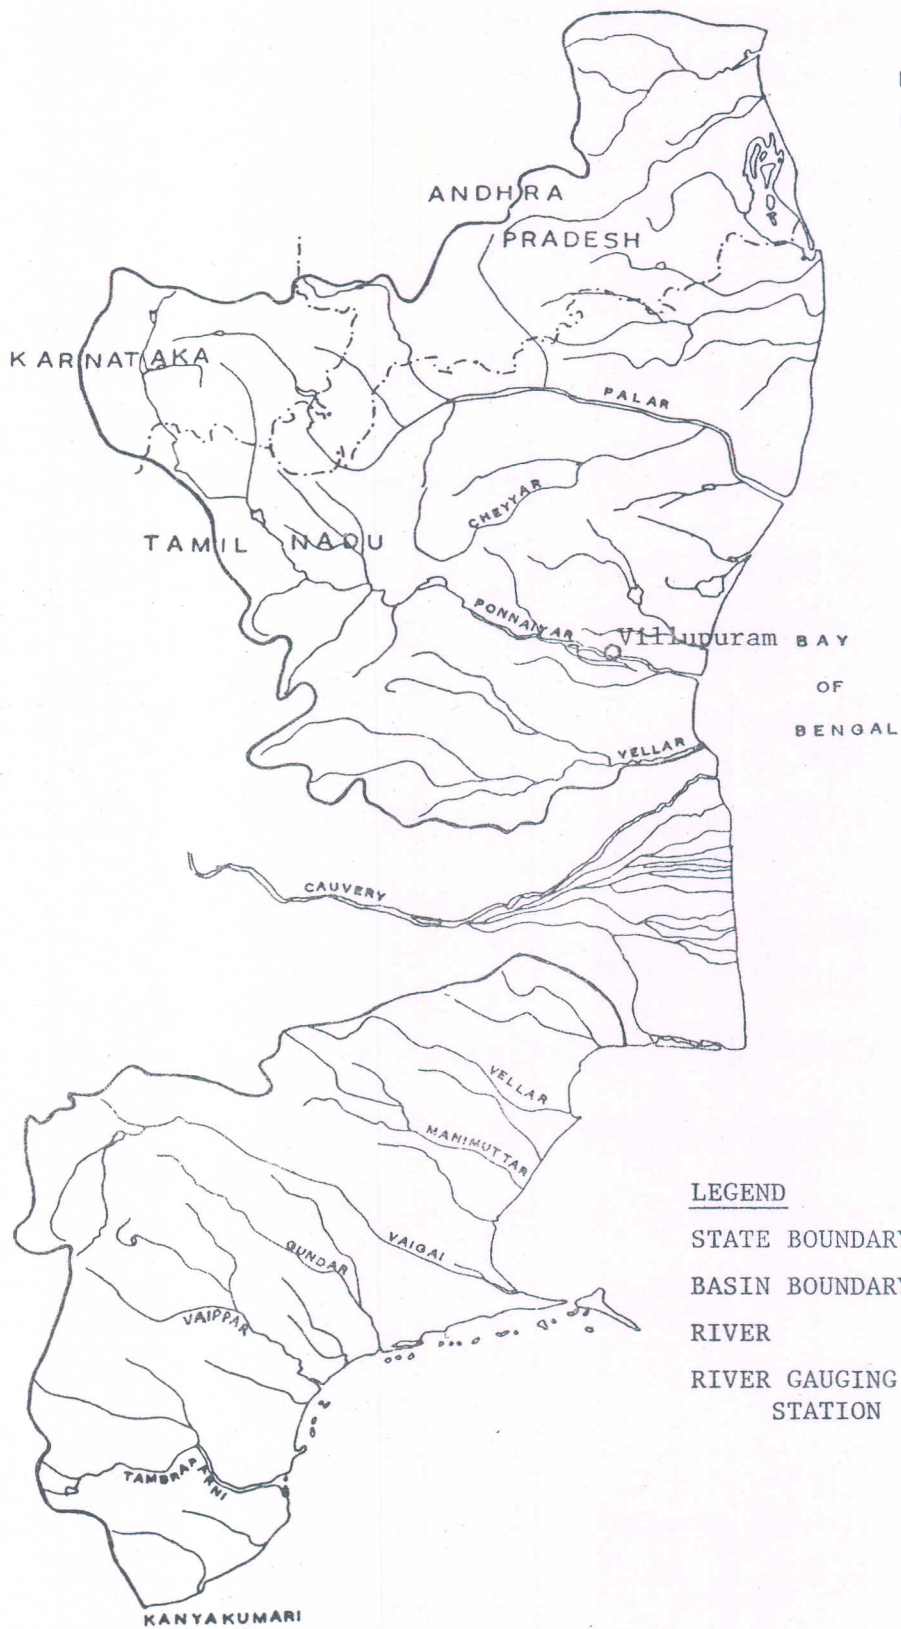 ANDHRA
PRADESH
KARNATAKA
PALAR
CHEYYAR
TAMIL NADU
PONNAIYAR
Villupuram
BAY
OF
BENGAL
VELLAR
CAUVERY
VELLAR
MANIMUTTAR
VAIGAI
GUNDAR
VAIPPAR
TAMBRAPARNI
KANYAKUMARI
LEGEND
STATE BOUNDARY
BASIN BOUNDARY
RIVER
RIVER GAUGING
STATION